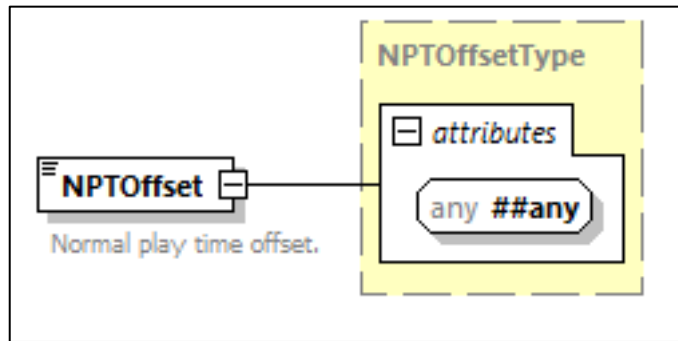 NPTOffsetType
attributes
NPTOffset
any ##any
Normal play time offset.